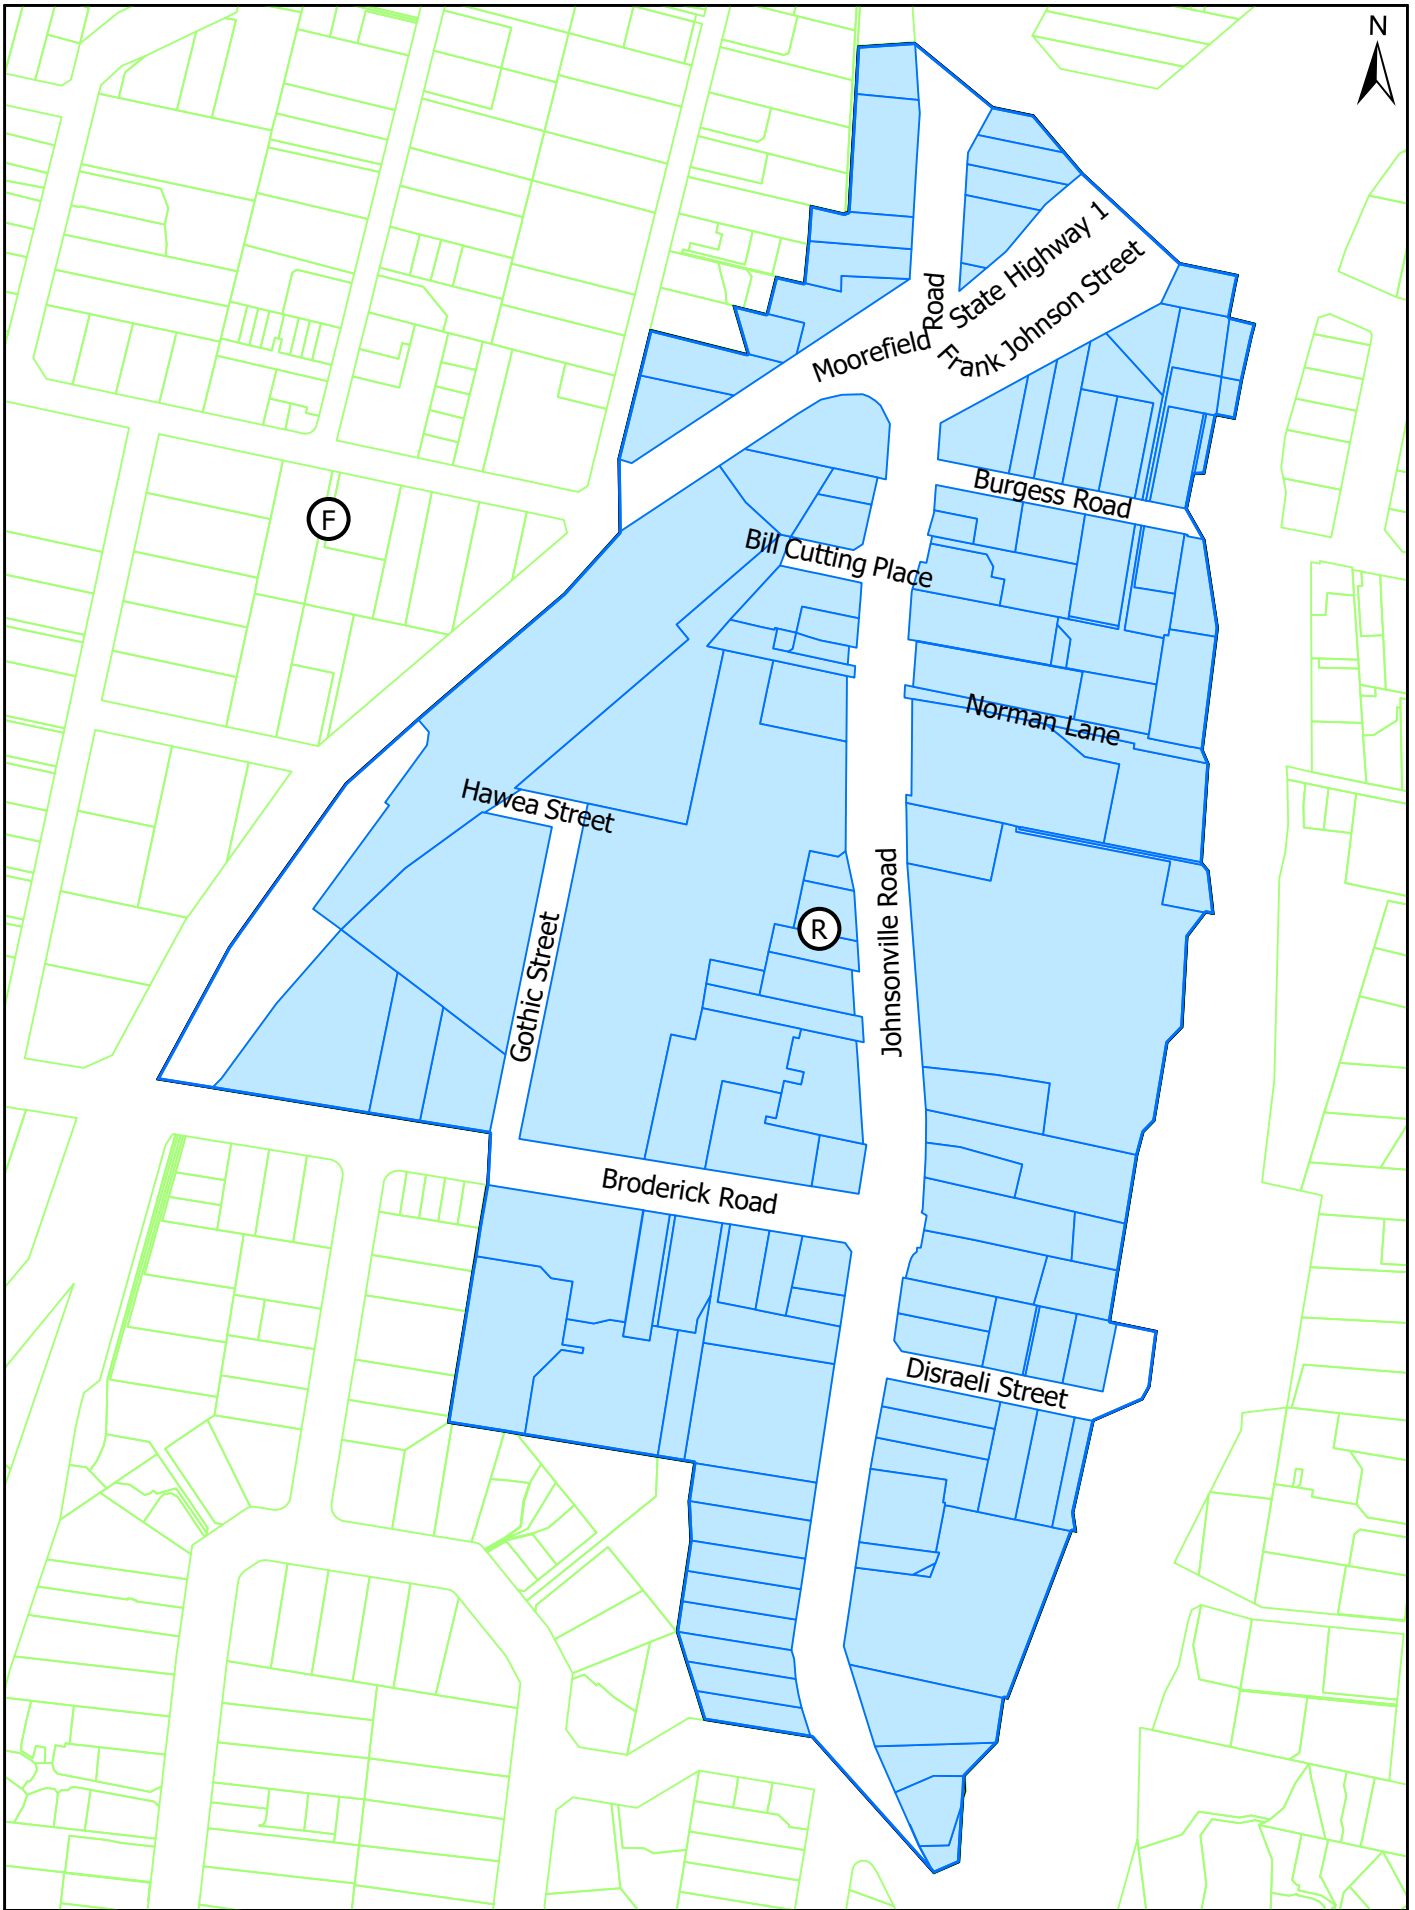 N
State Highway 1
Frank Johnson Street
Moorefield Road
Burgess Road
F
Bill Cutting Place
Norman Lane
Hawea Street
R
Johnsonville Road
Gothic Street
Broderick Road
Disraeli Street